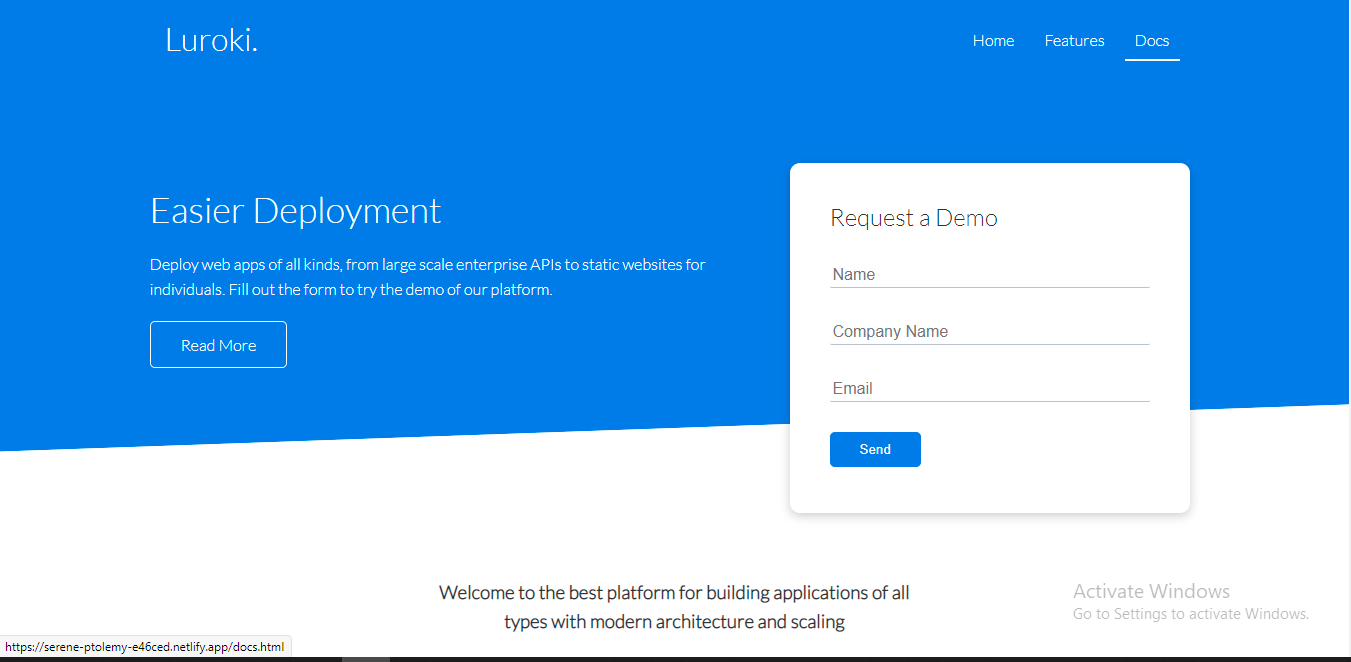 Luroki.
Home
Features
Docs
Easier Deployment
Deploy web apps of all kinds, from large scale enterprise APIs to static websites for
individuals. Fill out the form to try the demo of our platform.
Read More
Request a Demo
Name
Company Name
Email
Send
Welcome to the best platform for building applications of all
types with modern architecture and scaling
Activate Windows
Go to Settings to activate Windows.
https://serene-ptolemy-e46ced.netlify.app/docs.html